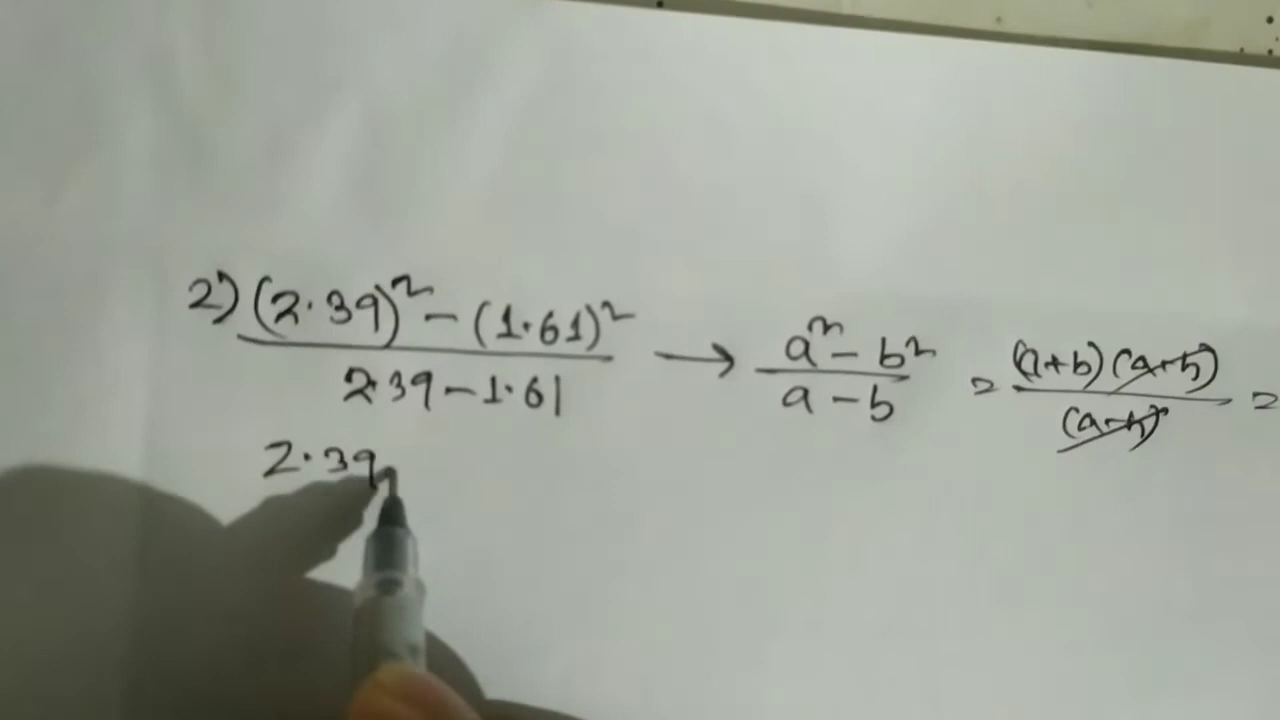 2) (2.39)² - (1.61)² / 2.39 - 1.61 → a² - b² / a - b = (a+b)(a-b) / (a-b) =
2.39